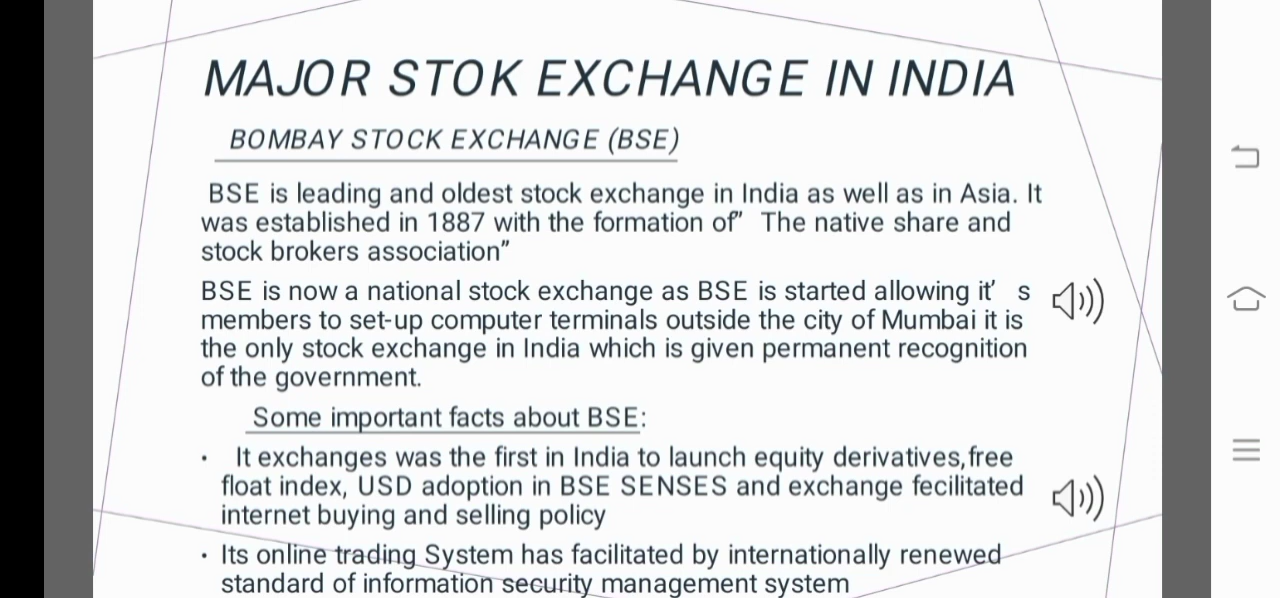 MAJOR STOK EXCHANGE IN INDIA
BOMBAY STOCK EXCHANGE (BSE)
BSE is leading and oldest stock exchange in India as well as in Asia. It
was established in 1887 with the formation of” The native share and
stock brokers association”
BSE is now a national stock exchange as BSE is started allowing it’ s
members to set-up computer terminals outside the city of Mumbai it is
the only stock exchange in India which is given permanent recognition
of the government.
Some important facts about BSE:
• It exchanges was the first in India to launch equity derivatives,free
float index, USD adoption in BSE SENSES and exchange fecilitated
internet buying and selling policy
• Its online trading System has facilitated by internationally renewed
standard of information security management system